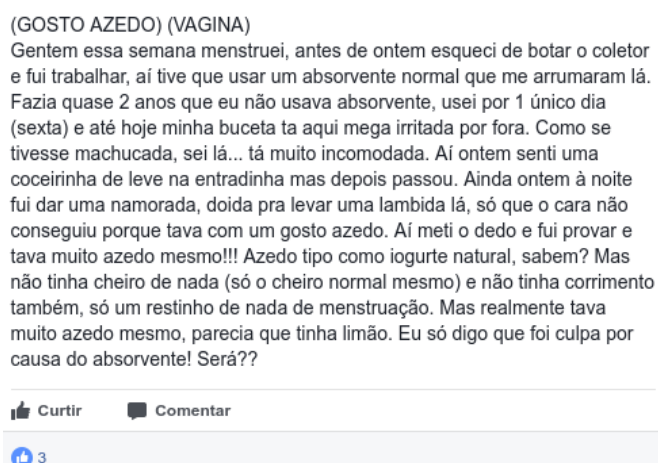 (GOSTO AZEDO) (VAGINA)
Gentem essa semana menstruei, antes de ontem esqueci de botar o coletor
e fui trabalhar, aí tive que usar um absorvente normal que me arrumaram lá.
Fazia quase 2 anos que eu não usava absorvente, usei por 1 único dia
(sexta) e até hoje minha buceta ta aqui mega irritada por fora. Como se
tivesse machucada, sei lá... tá muito incomodada. Aí ontem senti uma
coceirinha de leve na entradinha mas depois passou. Ainda ontem à noite
fui dar uma namorada, doida pra levar uma lambida lá, só que o cara não
conseguiu porque tava com um gosto azedo. Aí meti o dedo e fui provar e
tava muito azedo mesmo!!! Azedo tipo como iogurte natural, sabem? Mas
não tinha cheiro de nada (só o cheiro normal mesmo) e não tinha corrimento
também, só um restinho de nada de menstruação. Mas realmente tava
muito azedo mesmo, parecia que tinha limão. Eu só digo que foi culpa por
causa do absorvente! Será??
Curtir Comentar
3